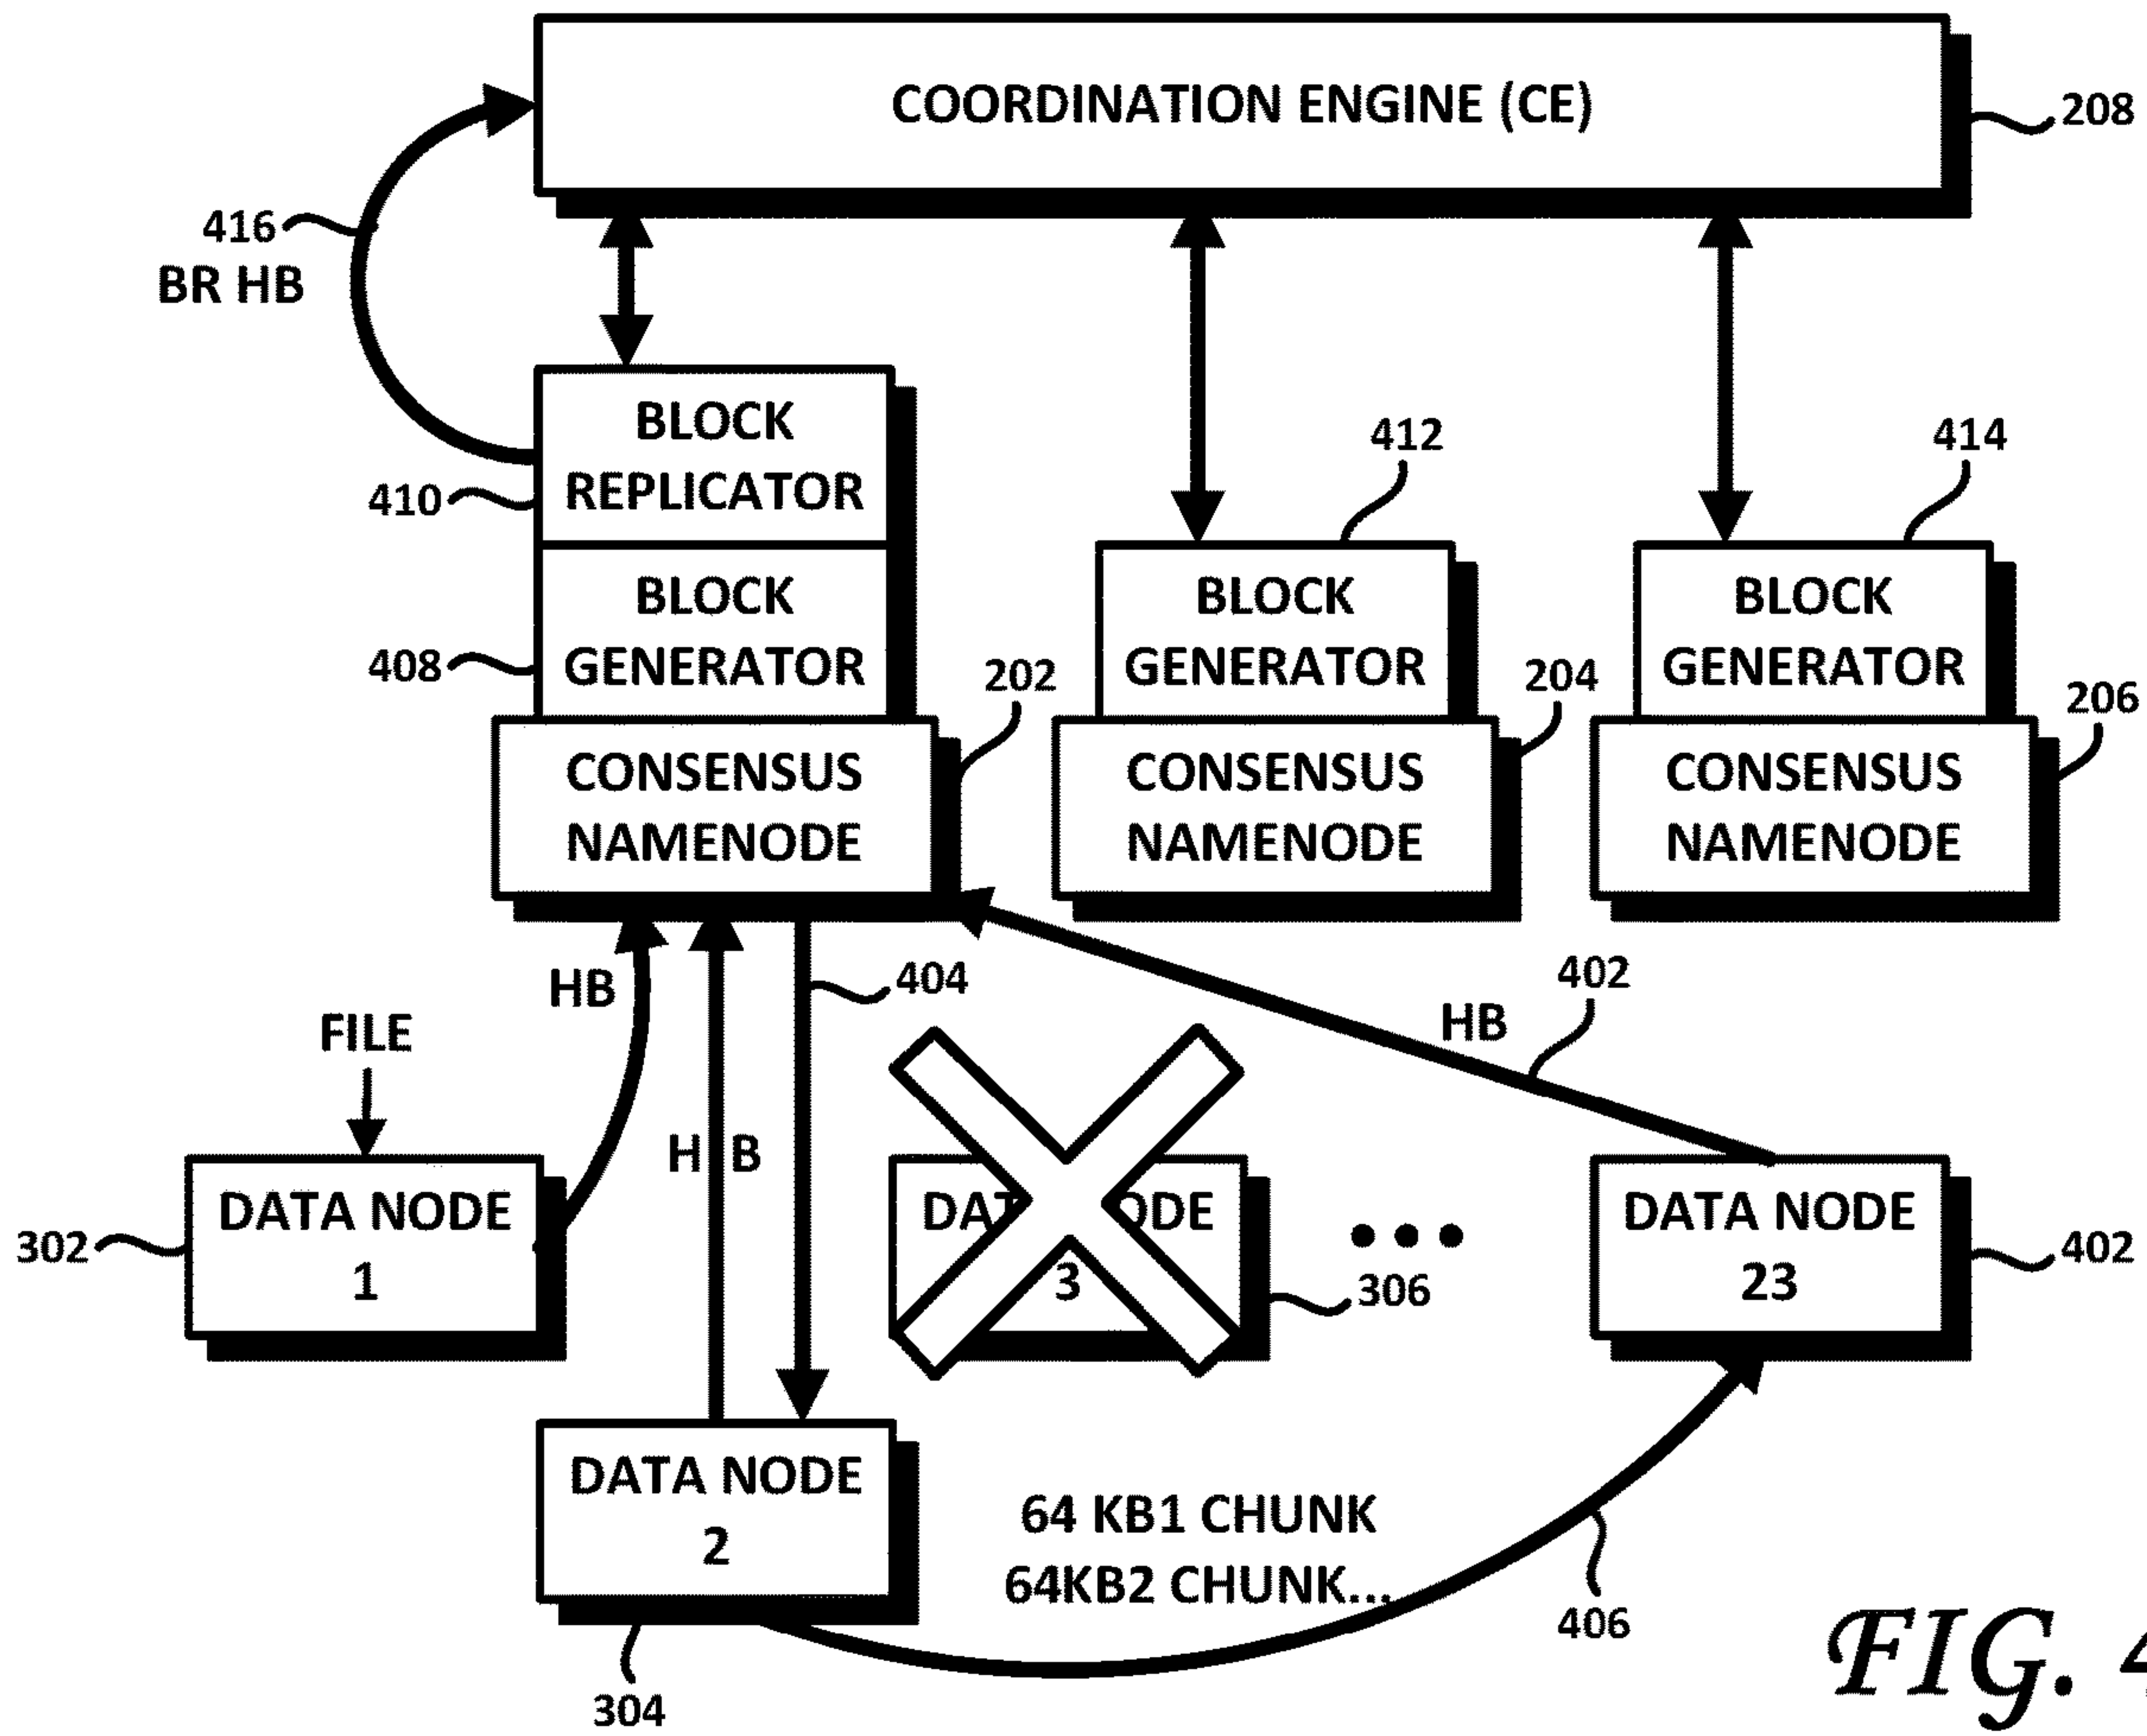 COORDINATION ENGINE (CE)
208
416
BR HB
BLOCK
REPLICATOR
410
BLOCK
GENERATOR
408
412
BLOCK
GENERATOR
414
BLOCK
GENERATOR
202
CONSENSUS
NAMENODE
204
CONSENSUS
NAMENODE
206
CONSENSUS
NAMENODE
HB
404
402
HB
FILE
H B
DATA NODE
1
302
3
306
DATA NODE
23
402
DATA NODE
2
304
64 KB1 CHUNK
64KB2 CHUNK...
406
FIG. 4